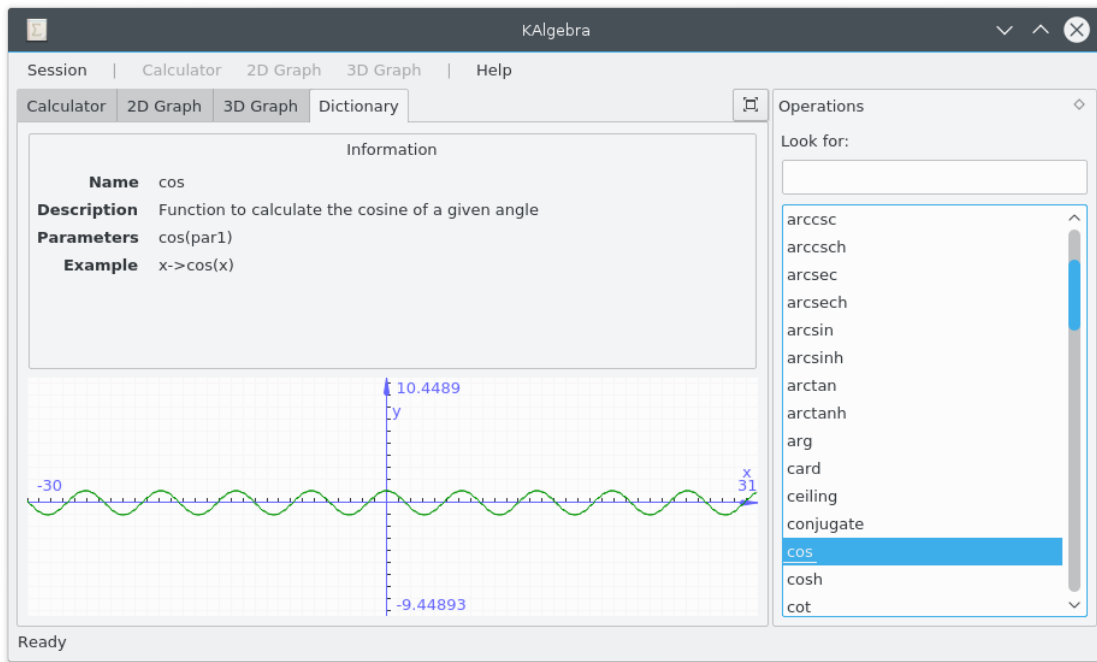 KAlgebra
Session | Calculator 2D Graph 3D Graph | Help
Calculator 2D Graph 3D Graph Dictionary
Information
Name cos
Description Function to calculate the cosine of a given angle
Parameters cos(par1)
Example x->cos(x)
10.4489
y
-30
x
31
-9.44893
Operations
Look for:
arccsc
arccsch
arcsec
arcsech
arcsin
arcsinh
arctan
arctanh
arg
card
ceiling
conjugate
cos
cosh
cot
Ready